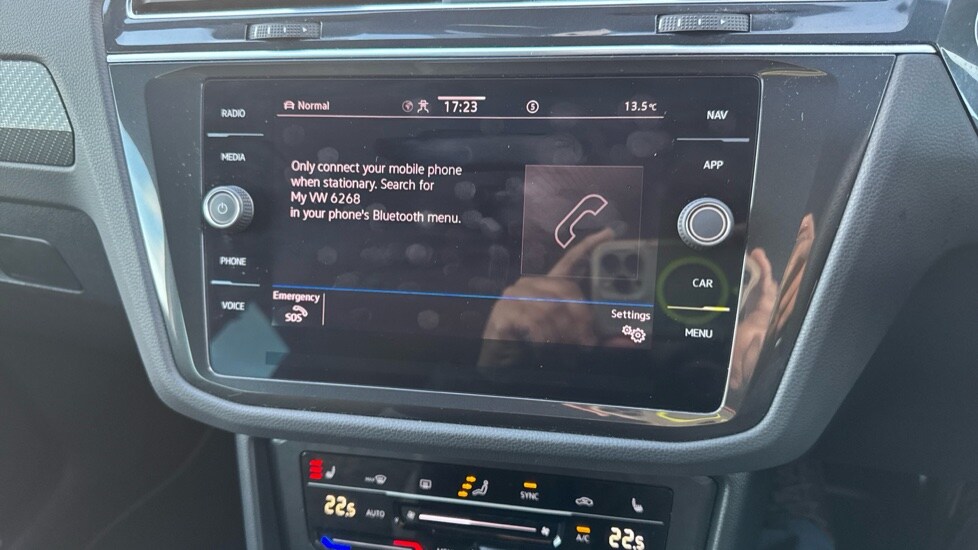 RADIO
MEDIA
PHONE
VOICE
Normal
17:23
13.5°C
Only connect your mobile phone
when stationary. Search for
My VW 6268
in your phone's Bluetooth menu.
Emergency
SOS
Settings
NAV
APP
CAR
MENU
SYNC
22.5
AUTO
A/C
22.5